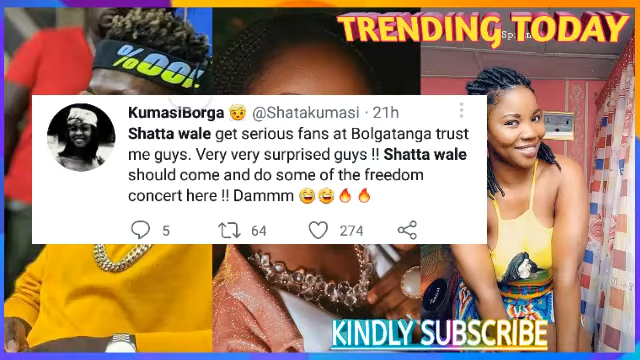 TRENDING TODAY
KumasiBorga 🤯 @Shatakumasi · 21h
Shatta wale get serious fans at Bolgatanga trust
me guys. Very very surprised guys !! Shatta wale
should come and do some of the freedom
concert here !! Dammm 😅😅🔥🔥
5 64 274
KINDLY SUBSCRIBE